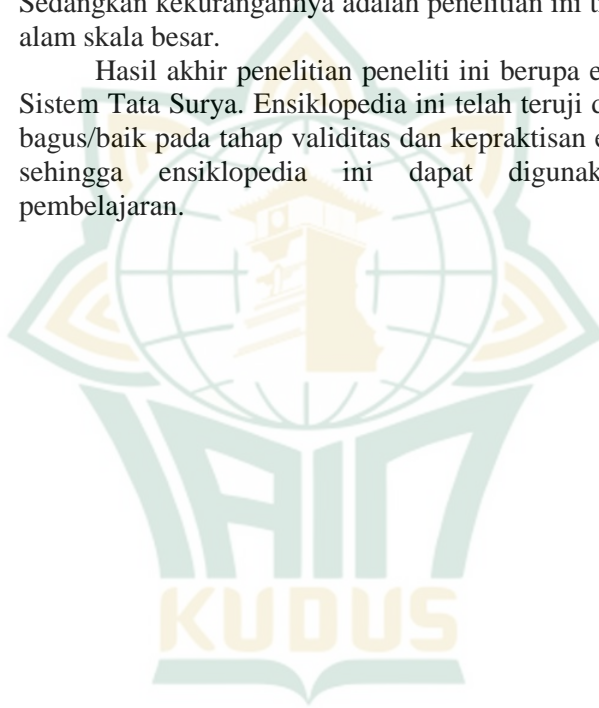 Sedangkan kekurangannya adalah penelitian ini
alam skala besar.
Hasil akhir penelitian peneliti ini berupa
Sistem Tata Surya. Ensiklopedia ini telah teruji
bagus/baik pada tahap validitas dan kepraktisan
sehingga ensiklopedia ini dapat
pembelajaran.
IAIN
KUDUS